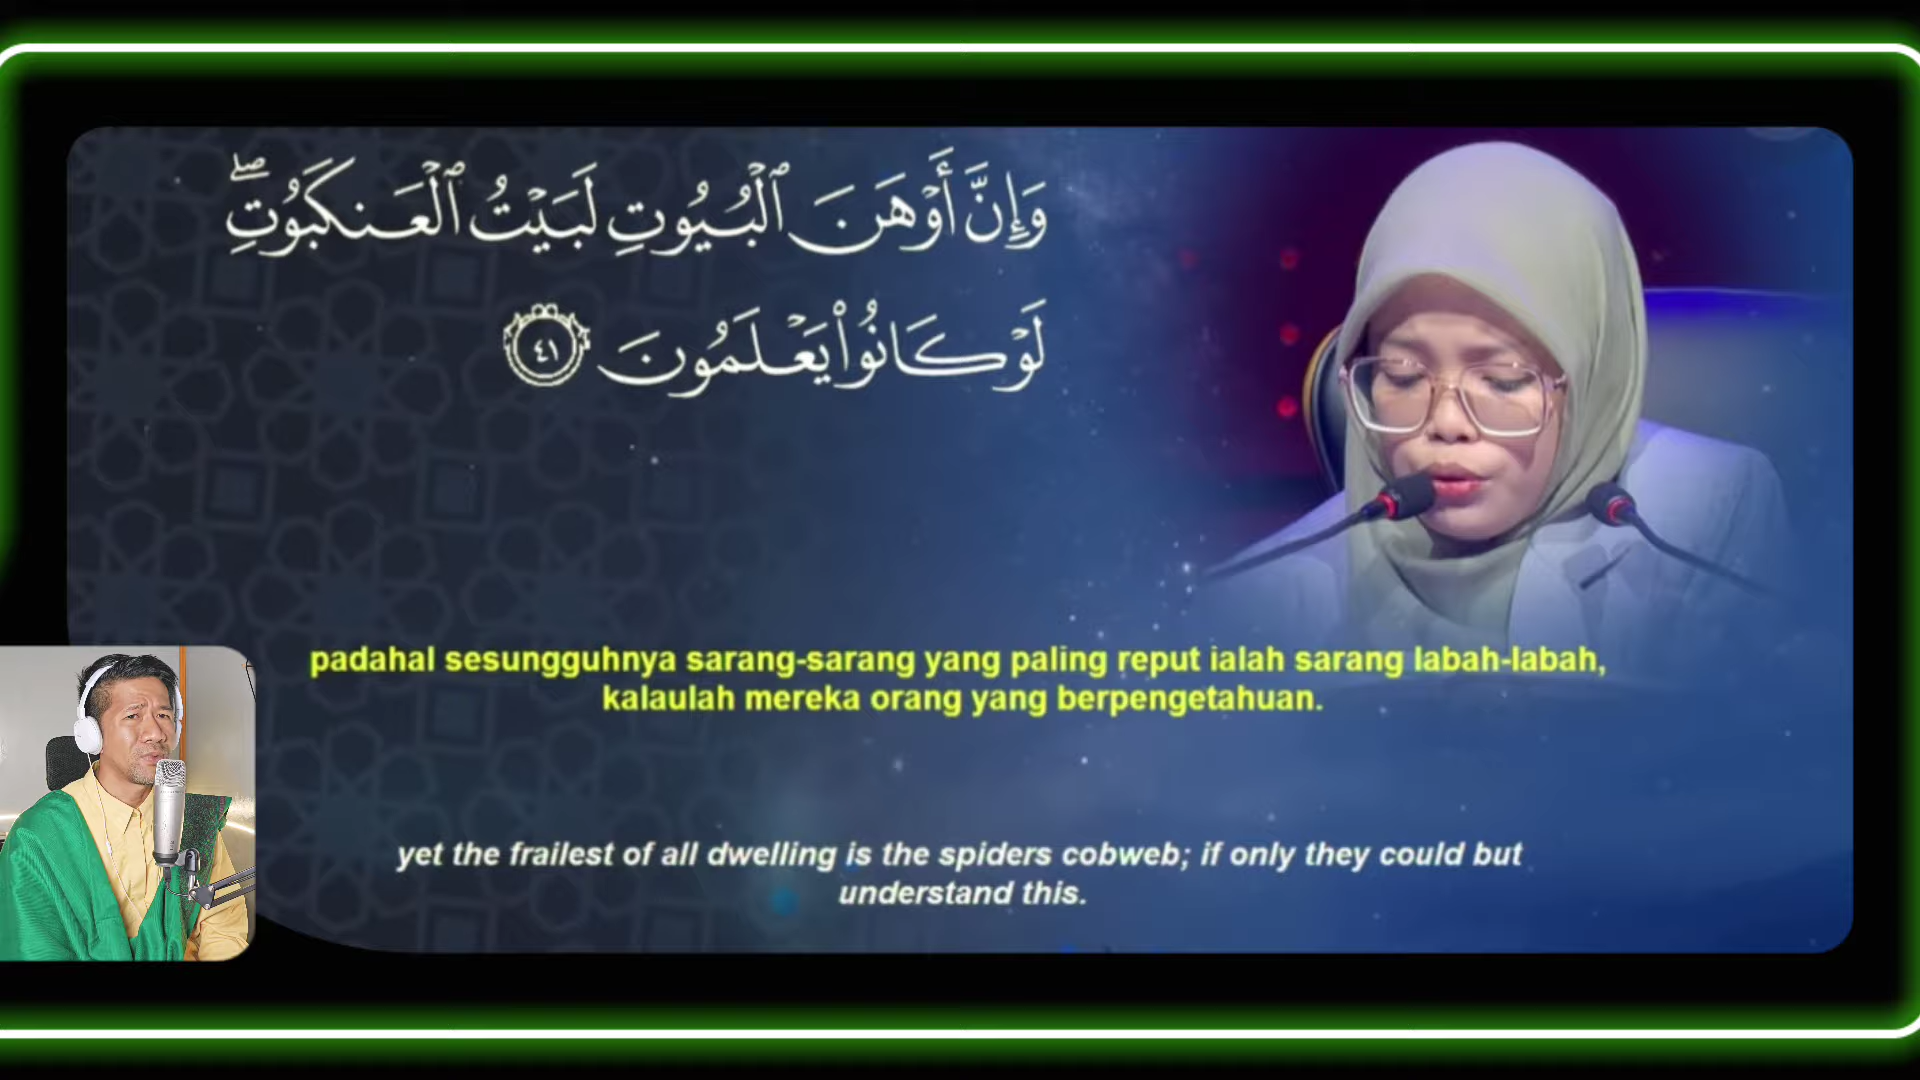 وَإِنَّ أَوْهَنَ ٱلْبُيُوتِ لَبَيْتُ ٱلْعَنكَبُوتِ ۖ
لَوْ كَانُوا۟ يَعْلَمُونَ ٤١
padahal sesungguhnya sarang-sarang yang paling reput ialah sarang labah-labah,
kalaulah mereka orang yang berpengetahuan.
yet the frailest of all dwelling is the spiders cobweb; if only they could but
understand this.